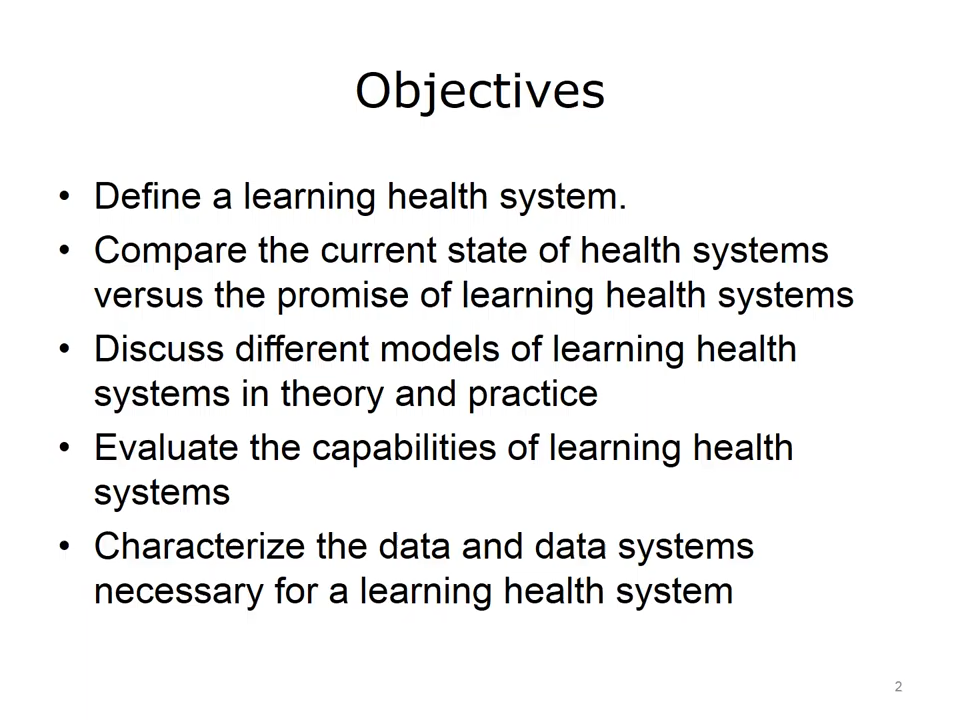 Objectives
• Define a learning health system.
• Compare the current state of health systems
versus the promise of learning health systems
• Discuss different models of learning health
systems in theory and practice
• Evaluate the capabilities of learning health
systems
• Characterize the data and data systems
necessary for a learning health system
2